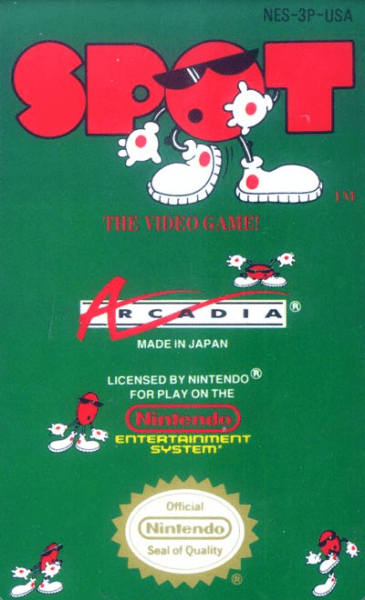 NES-3P-USA
SPOT
TM
THE VIDEO GAME!
ARCADIA®
MADE IN JAPAN
LICENSED BY NINTENDO®
FOR PLAY ON THE
Nintendo
ENTERTAINMENT
SYSTEM®
Official
Nintendo
Seal of Quality
®